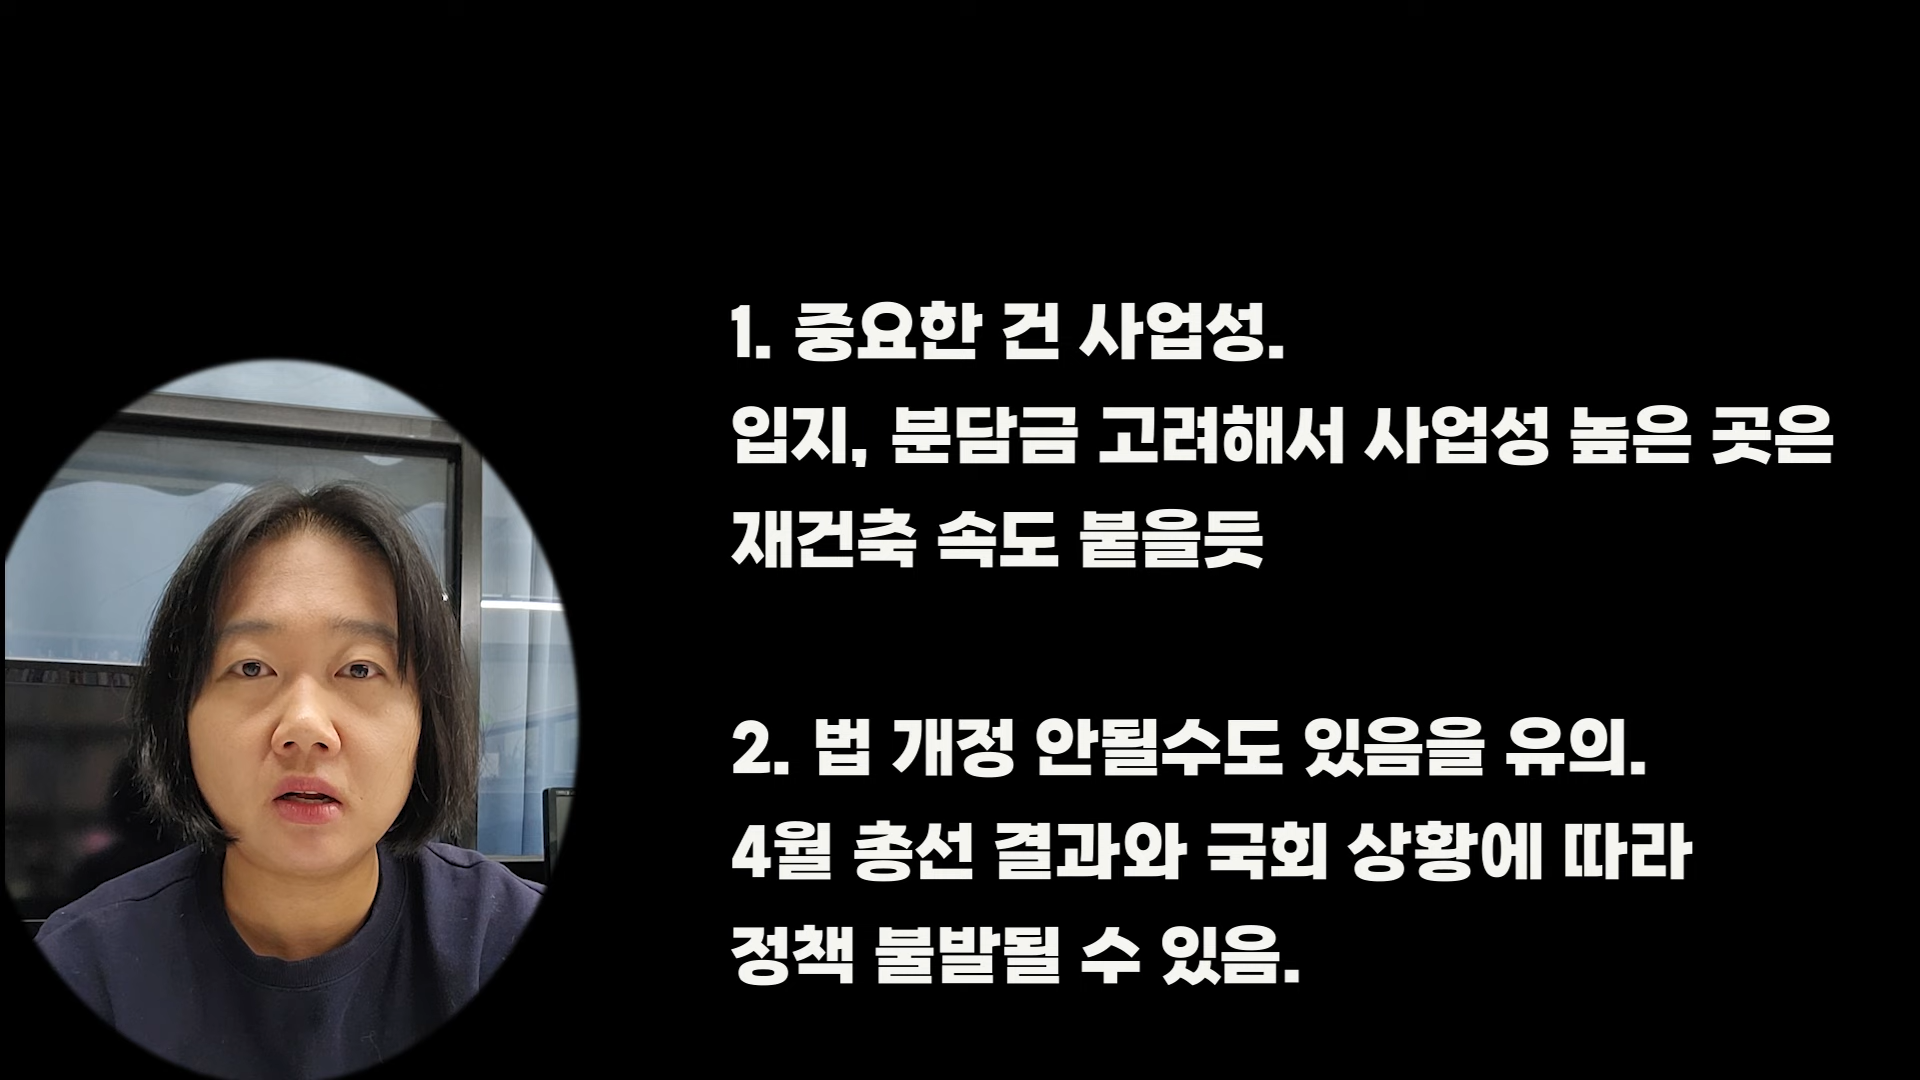 1. 중요한 건 사업성.
입지, 분담금 고려해서 사업성 높은 곳은
재건축 속도 붙을듯
2. 법 개정 안될수도 있음을 유의.
4월 총선 결과와 국회 상황에 따라
정책 불발될 수 있음.